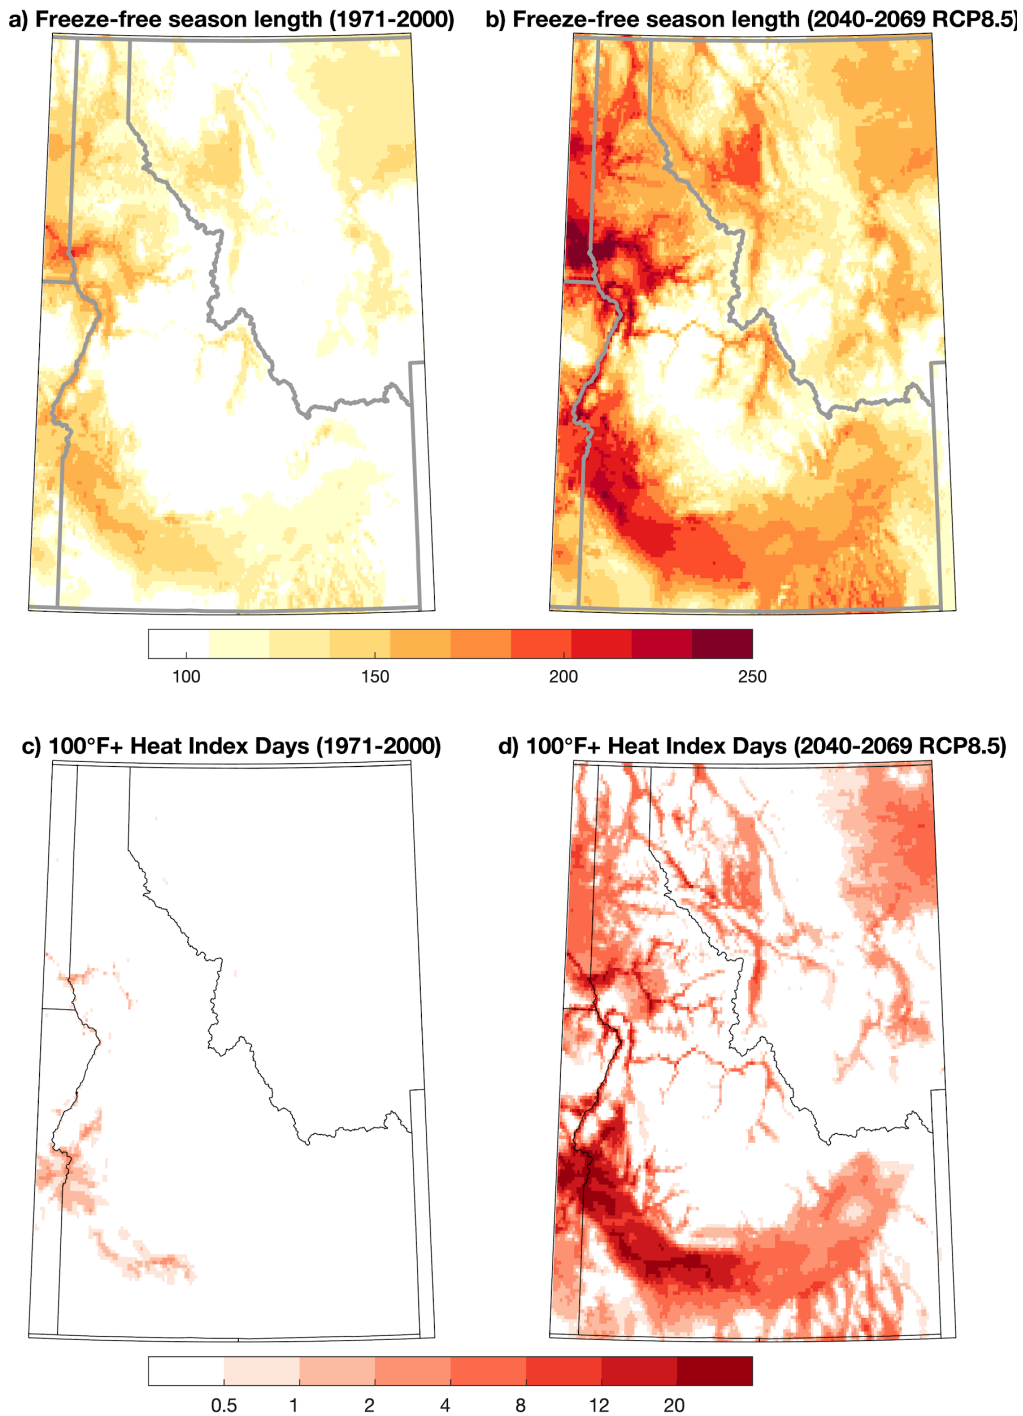 a) Freeze-free season length (1971-2000)
b) Freeze-free season length (2040-2069 RCP8.5)
100 150 200 250
c) 100°F+ Heat Index Days (1971-2000)
d) 100°F+ Heat Index Days (2040-2069 RCP8.5)
0.5 1 2 4 8 12 20